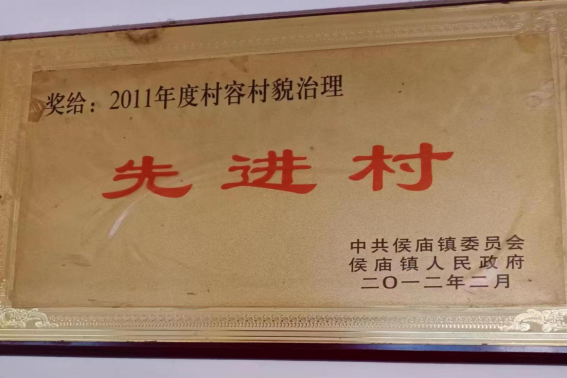 奖给：2011年度村容村貌治理
先进村
中共侯庙镇委员会
侯庙镇人民政府
二〇一二年二月